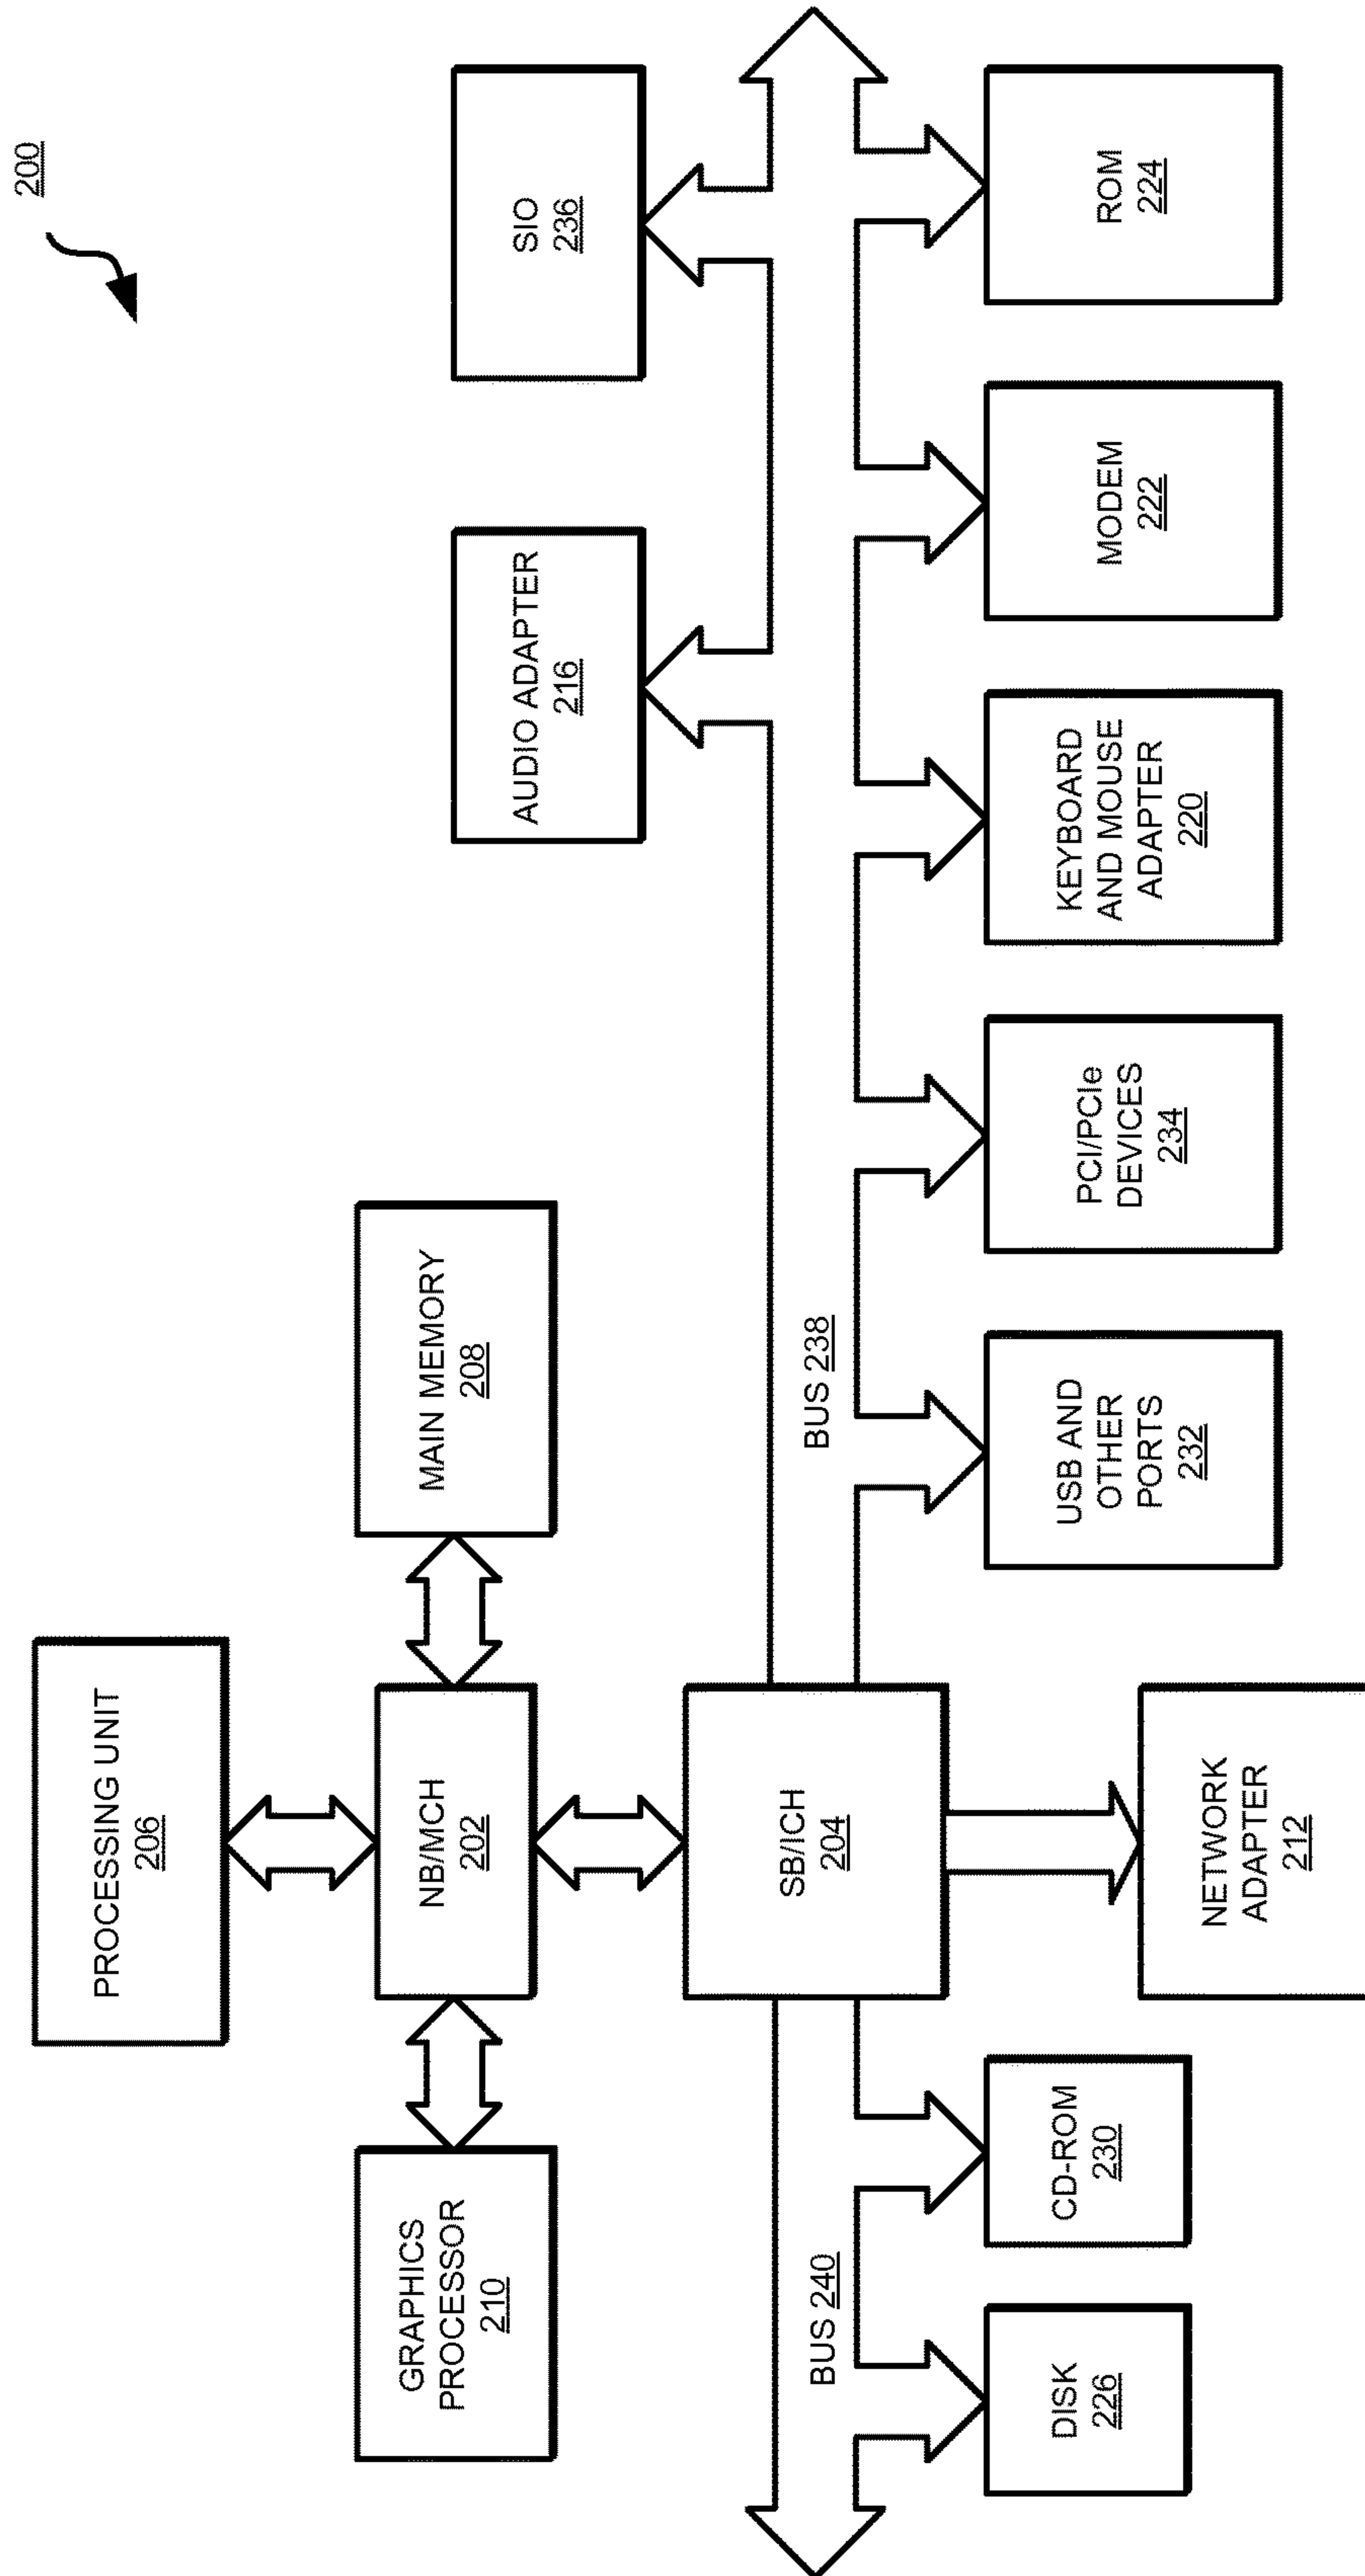 200
PROCESSING UNIT
206
GRAPHICS
PROCESSOR
210
NB/MCH
202
MAIN MEMORY
208
AUDIO ADAPTER
216
SIO
236
SB/ICH
204
BUS 240
BUS 238
DISK
226
CD-ROM
230
NETWORK
ADAPTER
212
USB AND
OTHER
PORTS
232
PCI/PCIe
DEVICES
234
KEYBOARD
AND MOUSE
ADAPTER
220
MODEM
222
ROM
224